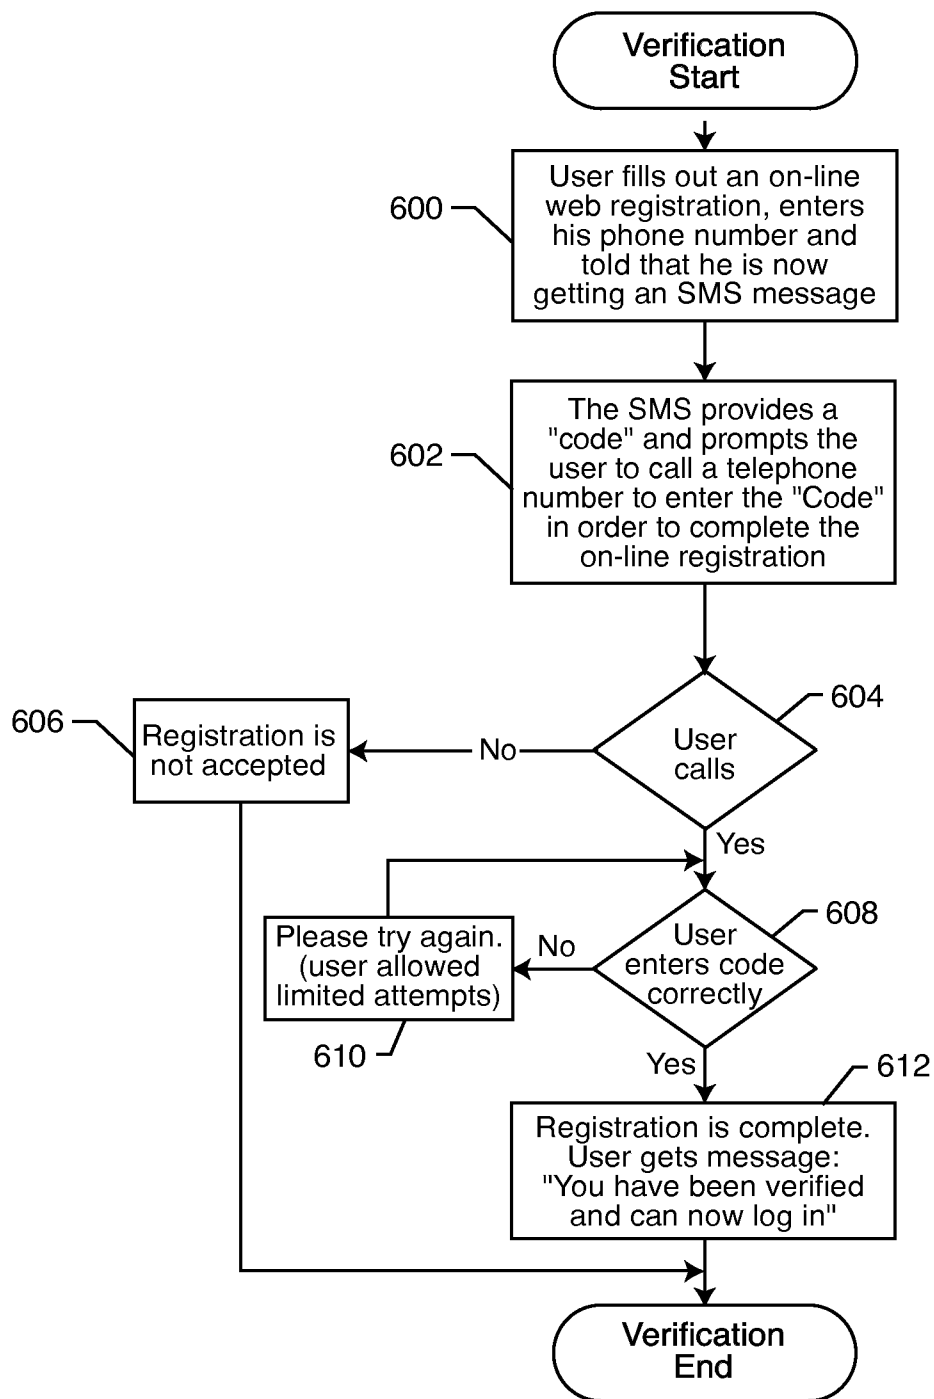 Verification
Start
600
User fills out an on-line
web registration, enters
his phone number and
told that he is now
getting an SMS message
602
The SMS provides a
"code" and prompts the
user to call a telephone
number to enter the "Code"
in order to complete the
on-line registration
604
User
calls
No
606
Registration is
not accepted
Yes
608
User
enters code
correctly
No
Please try again.
(user allowed
limited attempts)
610
Yes
612
Registration is complete.
User gets message:
"You have been verified
and can now log in"
Verification
End